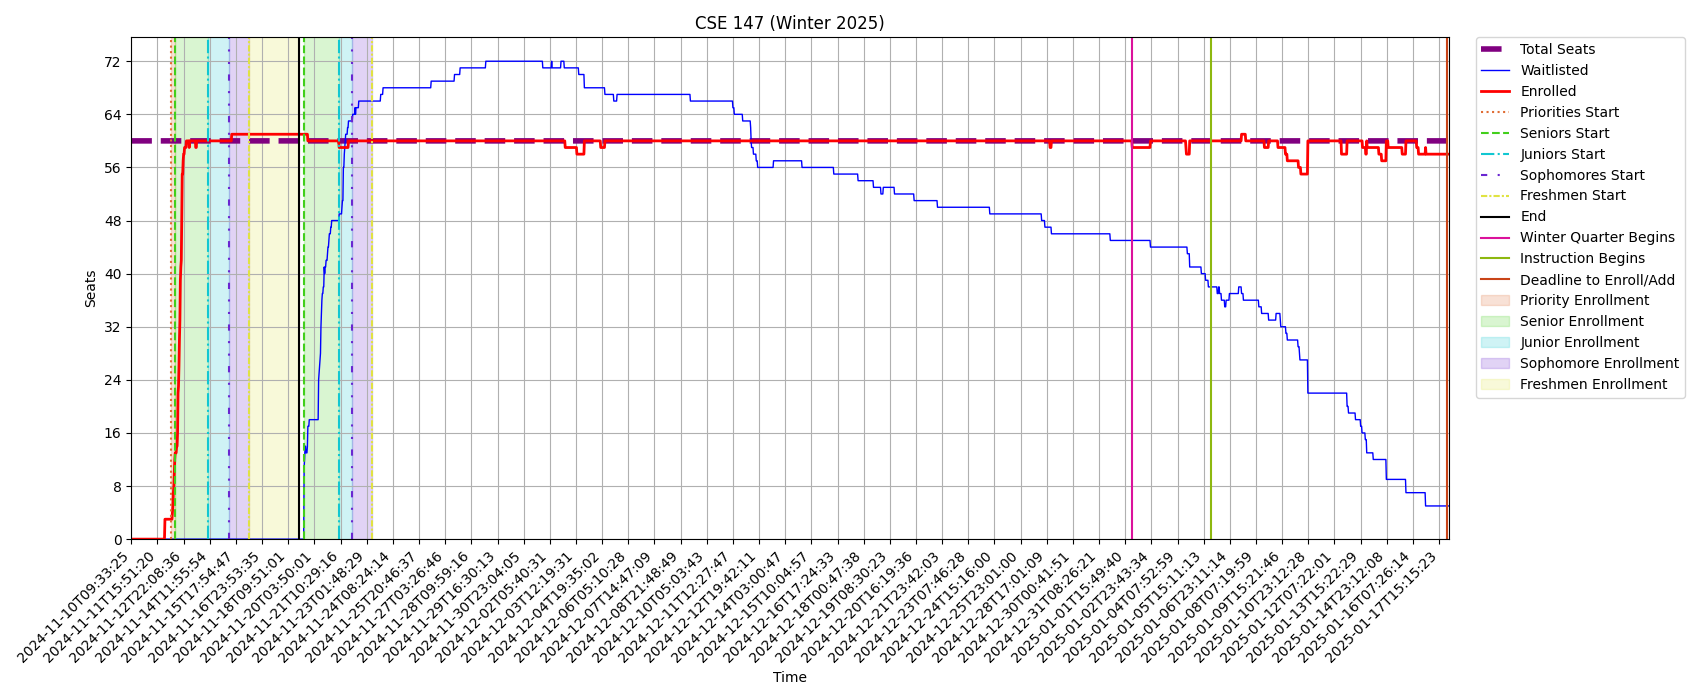 CSE 147 (Winter 2025)
Seats
72
64
56
48
40
32
24
16
8
0
2024-11-10T09:33:25
2024-11-11T15:51:20
2024-11-12T22:08:36
2024-11-14T11:55:54
2024-11-15T17:54:47
2024-11-16T23:53:35
2024-11-18T09:51:01
2024-11-20T03:50:01
2024-11-21T10:29:16
2024-11-23T01:48:29
2024-11-24T08:24:14
2024-11-25T20:46:37
2024-11-27T03:26:46
2024-11-28T09:59:16
2024-11-29T16:30:13
2024-11-30T23:04:05
2024-12-02T05:40:31
2024-12-03T12:19:31
2024-12-04T19:35:02
2024-12-06T05:10:28
2024-12-07T14:47:09
2024-12-08T21:48:49
2024-12-10T05:03:43
2024-12-11T12:27:47
2024-12-12T19:42:11
2024-12-14T03:00:47
2024-12-15T10:04:57
2024-12-16T17:24:33
2024-12-18T00:47:38
2024-12-19T08:30:23
2024-12-20T16:19:36
2024-12-21T23:42:03
2024-12-23T07:46:28
2024-12-24T15:16:00
2024-12-25T23:01:00
2024-12-28T17:01:09
2024-12-30T00:41:51
2024-12-31T08:26:21
2025-01-01T15:49:40
2025-01-02T23:43:34
2025-01-04T07:52:59
2025-01-05T15:11:13
2025-01-06T23:11:14
2025-01-08T07:19:59
2025-01-09T15:21:46
2025-01-10T23:12:28
2025-01-12T07:22:01
2025-01-13T15:22:29
2025-01-14T23:12:08
2025-01-16T07:26:14
2025-01-17T15:15:23
Time
Total Seats
Waitlisted
Enrolled
Priorities Start
Seniors Start
Juniors Start
Sophomores Start
Freshmen Start
End
Winter Quarter Begins
Instruction Begins
Deadline to Enroll/Add
Priority Enrollment
Senior Enrollment
Junior Enrollment
Sophomore Enrollment
Freshmen Enrollment